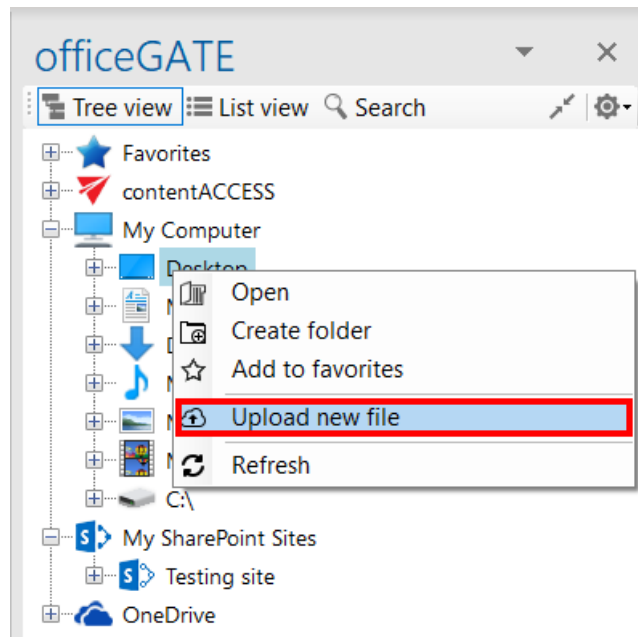 officeGATE
Tree view List view Search
Favorites
contentACCESS
My Computer
Desktop
Open
Create folder
Add to favorites
Upload new file
Refresh
C:\
My SharePoint Sites
Testing site
OneDrive